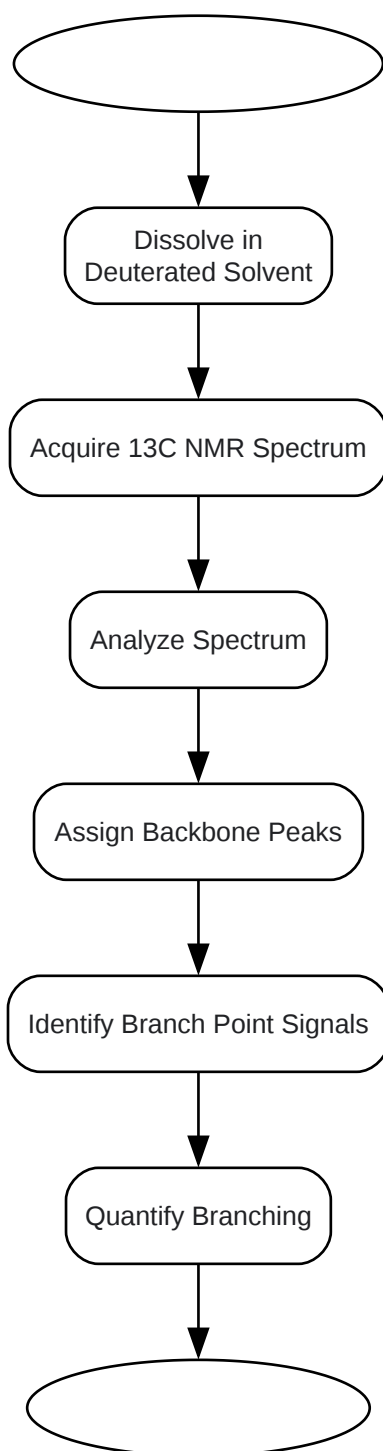 Dissolve in
Deuterated Solvent
Acquire 13C NMR Spectrum
Analyze Spectrum
Assign Backbone Peaks
Identify Branch Point Signals
Quantify Branching